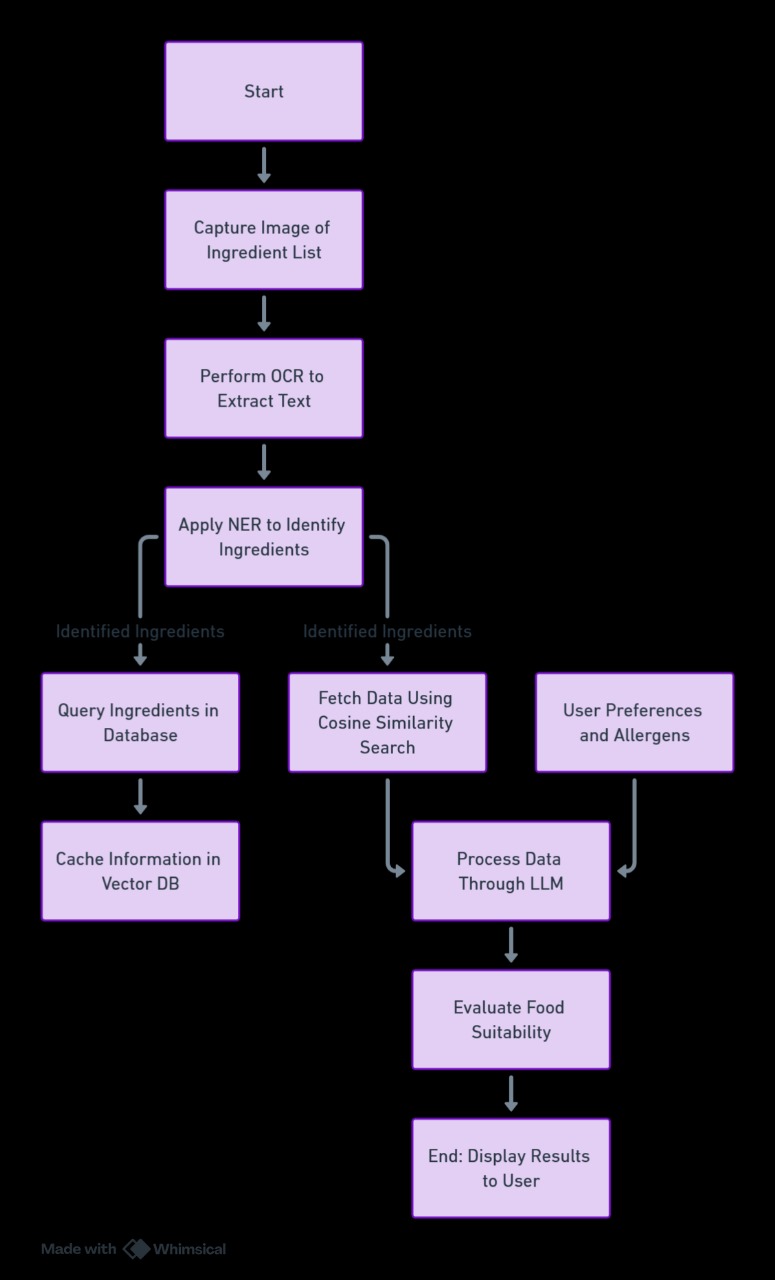 Start
Capture Image of
Ingredient List
Perform OCR to
Extract Text
Apply NER to Identify
Ingredients
Identified Ingredients
Identified Ingredients
Query Ingredients in
Database
Fetch Data Using
Cosine Similarity
Search
User Preferences
and Allergens
Cache Information in
Vector DB
Process Data
Through LLM
Evaluate Food
Suitability
End: Display Results
to User
Made with Whimsical